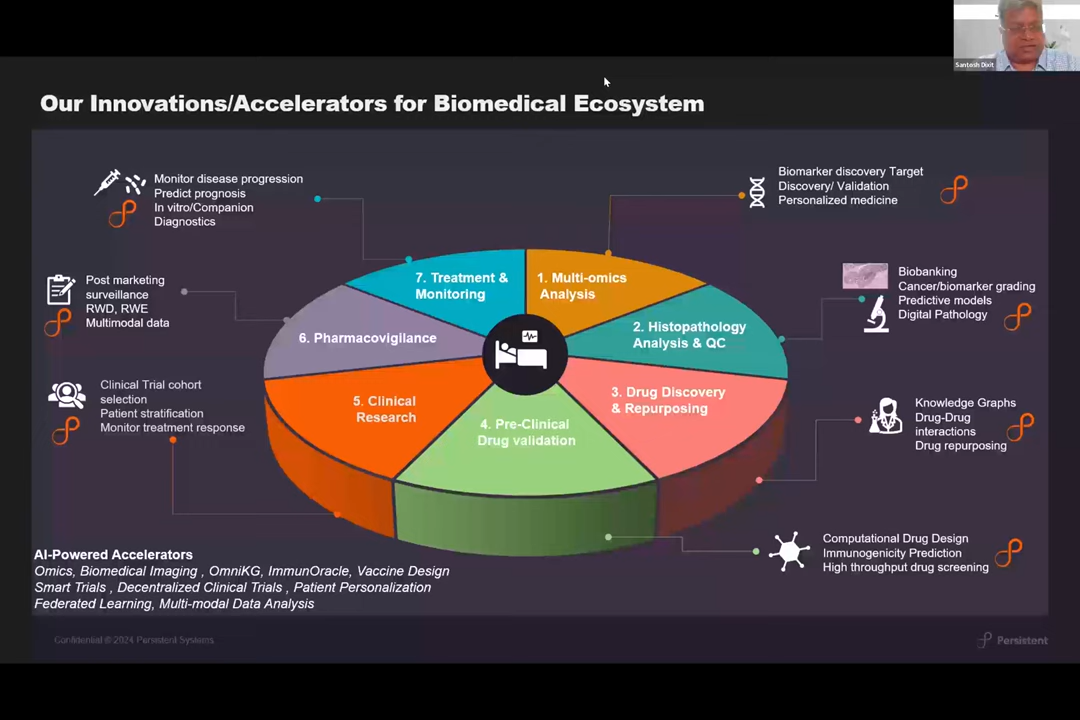 Santosh Dixit
Our Innovations/Accelerators for Biomedical Ecosystem
Monitor disease progression
Predict prognosis
In vitro/Companion
Diagnostics
Biomarker discovery Target
Discovery/ Validation
Personalized medicine
7. Treatment &
Monitoring
1. Multi-omics
Analysis
Post marketing
surveillance
RWD, RWE
Multimodal data
6. Pharmacovigilance
2. Histopathology
Analysis & QC
Biobanking
Cancer/biomarker grading
Predictive models
Digital Pathology
Clinical Trial cohort
selection
Patient stratification
Monitor treatment response
5. Clinical
Research
4. Pre-Clinical
Drug validation
3. Drug Discovery
& Repurposing
Knowledge Graphs
Drug-Drug
interactions
Drug repurposing
Computational Drug Design
Immunogenicity Prediction
High throughput drug screening
AI-Powered Accelerators
Omics, Biomedical Imaging , OmniKG, ImmunOracle, Vaccine Design
Smart Trials , Decentralized Clinical Trials , Patient Personalization
Federated Learning, Multi-modal Data Analysis
Confidential © 2024 Persistent Systems
Persistent